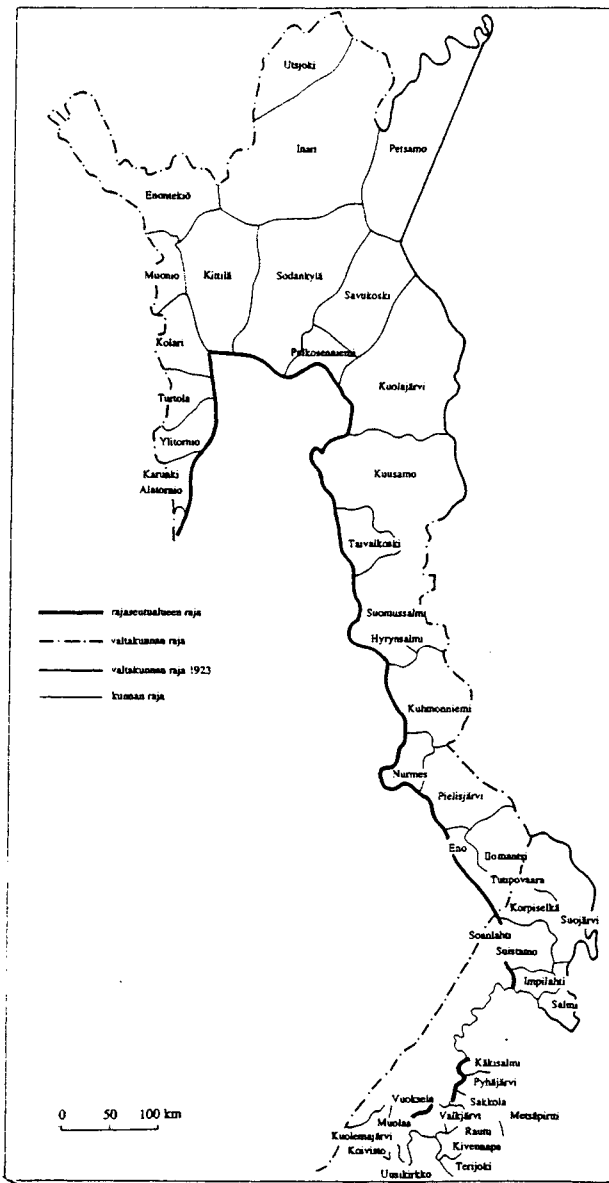 Utsjoki
Inari
Petsamo
Enontekiö
Muonio
Kittilä
Sodankylä
Savukoski
Kolari
Pelkosenniemi
Kuolajärvi
Turtola
Ylitornio
Karunki
Alatornio
Kuusamo
Taivalkoski
rajaseutualueen raja
valtakunnan raja
valtakunnan raja 1923
kunnan raja
Suomussalmi
Hyrynsalmi
Kuhmonniemi
Nurmes
Pielisjärvi
Eno
Ilomantsi
Tuupovaara
Korpiselkä
Suojärvi
Soanlahti
Suistamo
Impilahti
Salmi
Käkisalmi
Pyhäjärvi
Sakkola
Vuoksela
Metsäpirtti
Valkjärvi
Muolaa
Rautu
Kuolemajärvi
Kivennapa
Koivisto
Terijoki
Uusikirkko
0 50 100 km